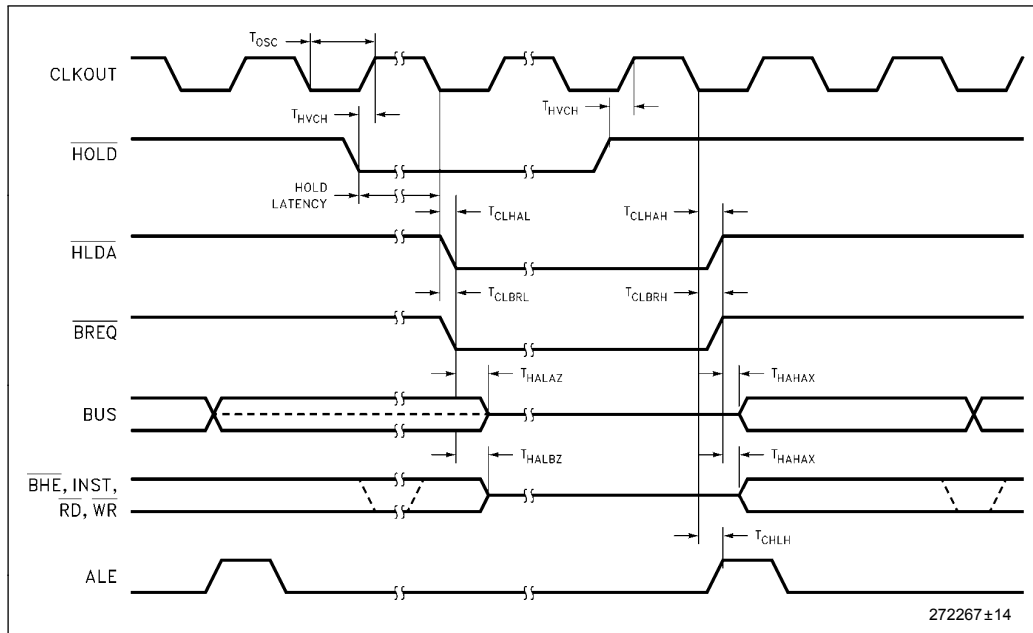 TOSC
CLKOUT
THVCH
THVCH
HOLD
HOLD
LATENCY
TCLHAL
TCLHAH
HLDA
TCLBRL
TCLBRH
BREQ
THALAZ
THAHAX
BUS
THALBZ
THAHAX
BHE, INST,
RD, WR
TCHLH
ALE
272267±14